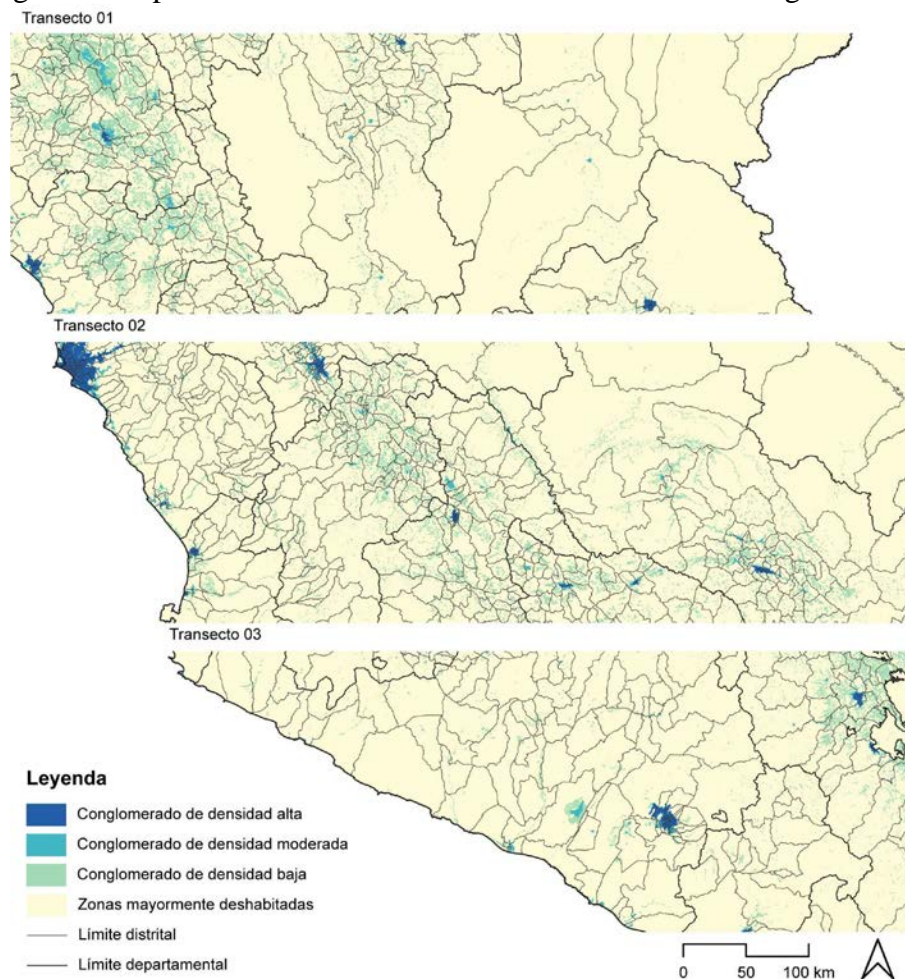 Transecto 01
Transecto 02
Transecto 03
Leyenda
Conglomerado de densidad alta
Conglomerado de densidad moderada
Conglomerado de densidad baja
Zonas mayormente deshabitadas
Límite distrital
Límite departamental
0 50 100 km